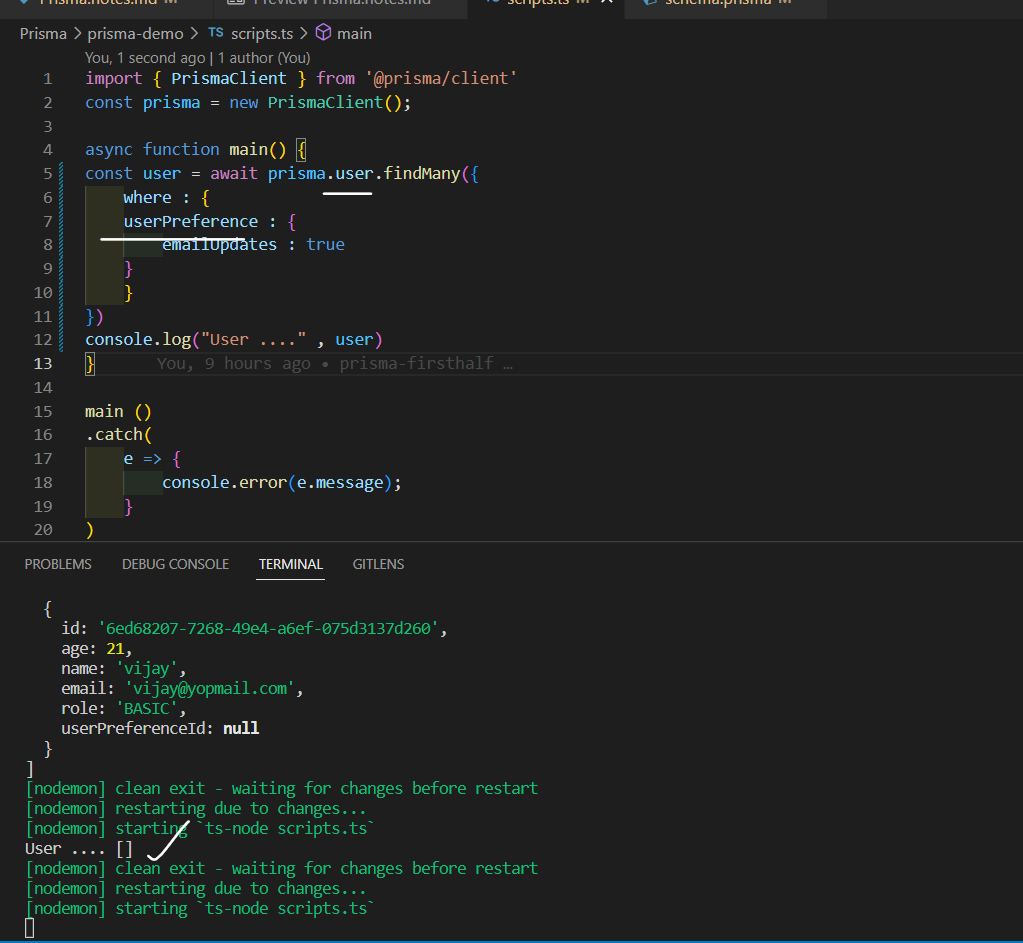 Prisma.notes.md M Preview Prisma.notes.md TS scripts.ts M schema.prisma M
Prisma > prisma-demo > TS scripts.ts > main
You, 1 second ago | 1 author (You)
1 import { PrismaClient } from '@prisma/client'
2 const prisma = new PrismaClient();
3
4 async function main() {
5 const user = await prisma.user.findMany({
6 where : {
7 userPreference : {
8 emailUpdates : true
9 }
10 }
11 })
12 console.log("User ...." , user)
13 } You, 9 hours ago • prisma-firsthalf …
14
15 main ()
16 .catch(
17 e => {
18 console.error(e.message);
19 }
20 )
PROBLEMS DEBUG CONSOLE TERMINAL GITLENS
{
id: '6ed68207-7268-49e4-a6ef-075d3137d260',
age: 21,
name: 'vijay',
email: 'vijay@yopmail.com',
role: 'BASIC',
userPreferenceId: null
}
]
[nodemon] clean exit - waiting for changes before restart
[nodemon] restarting due to changes...
[nodemon] starting `ts-node scripts.ts`
User .... []
[nodemon] clean exit - waiting for changes before restart
[nodemon] restarting due to changes...
[nodemon] starting `ts-node scripts.ts`